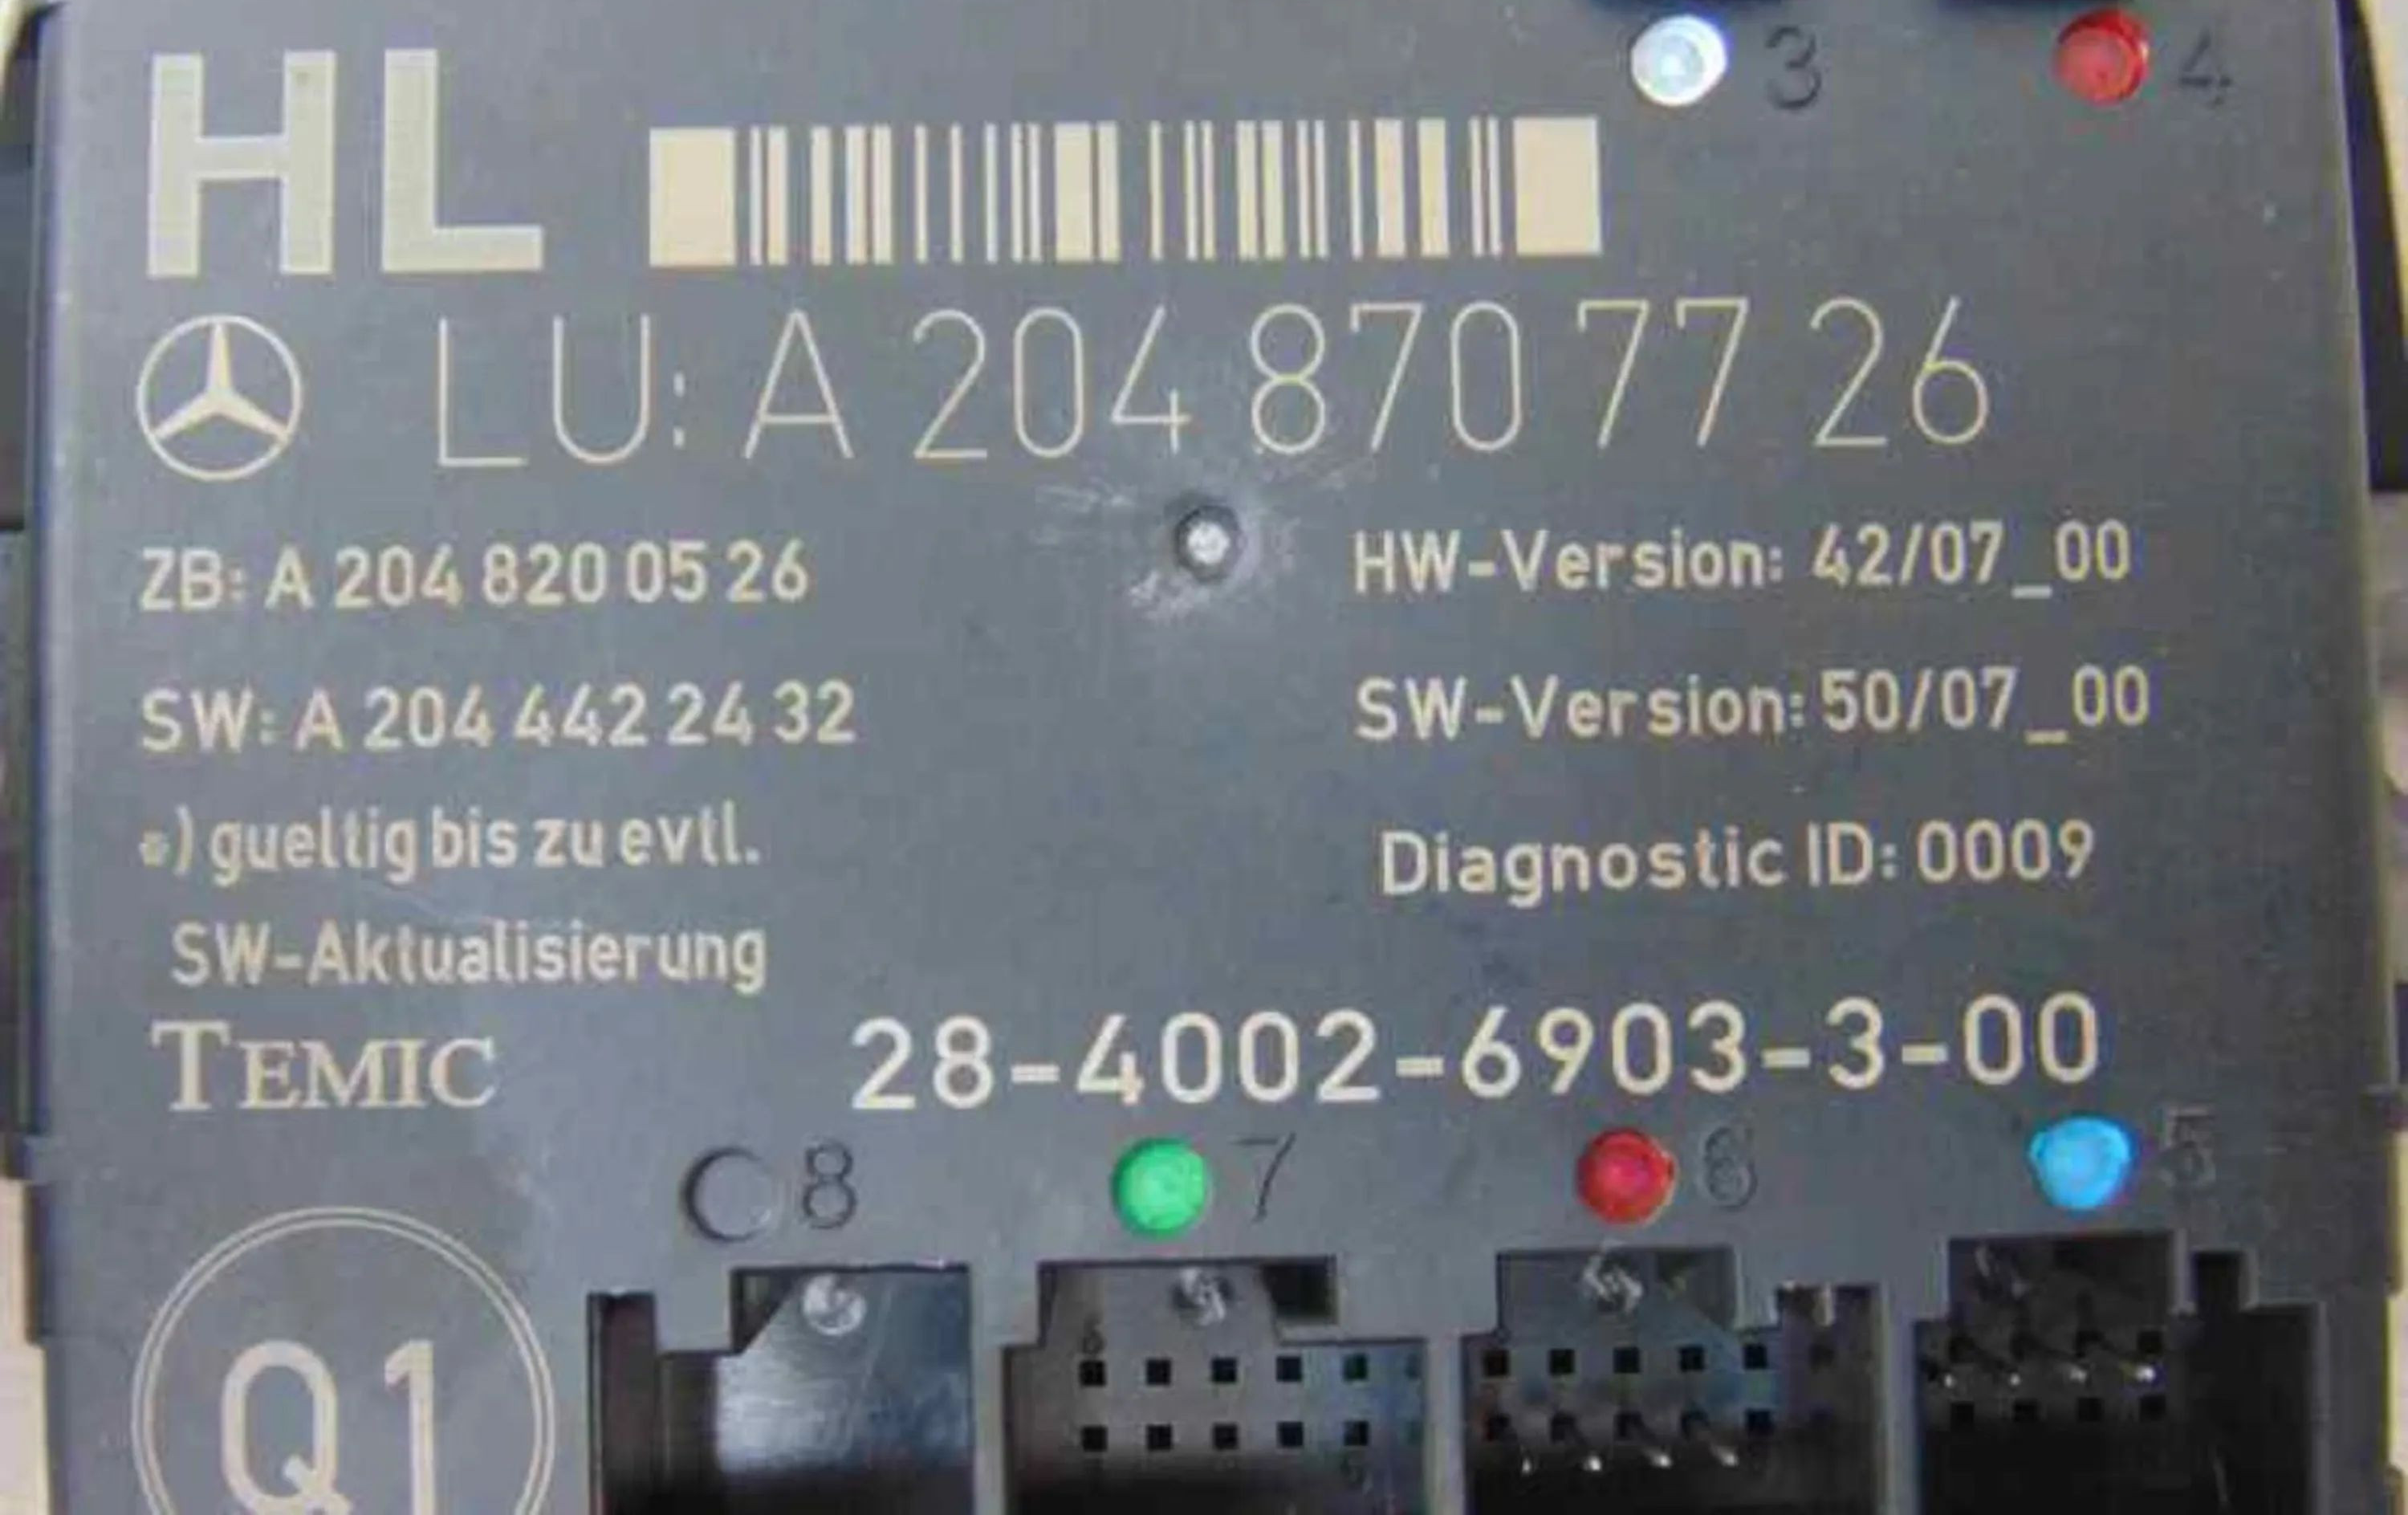 3 4
HL
LU: A 204 870 77 26
ZB: A 204 820 05 26
HW-Version: 42/07_00
SW: A 204 442 24 32
SW-Version: 50/07_00
*) gueltig bis zu evtl.
Diagnostic ID: 0009
SW-Aktualisierung
TEMIC
28-4002-6903-3-00
8 7 6 5
Q1